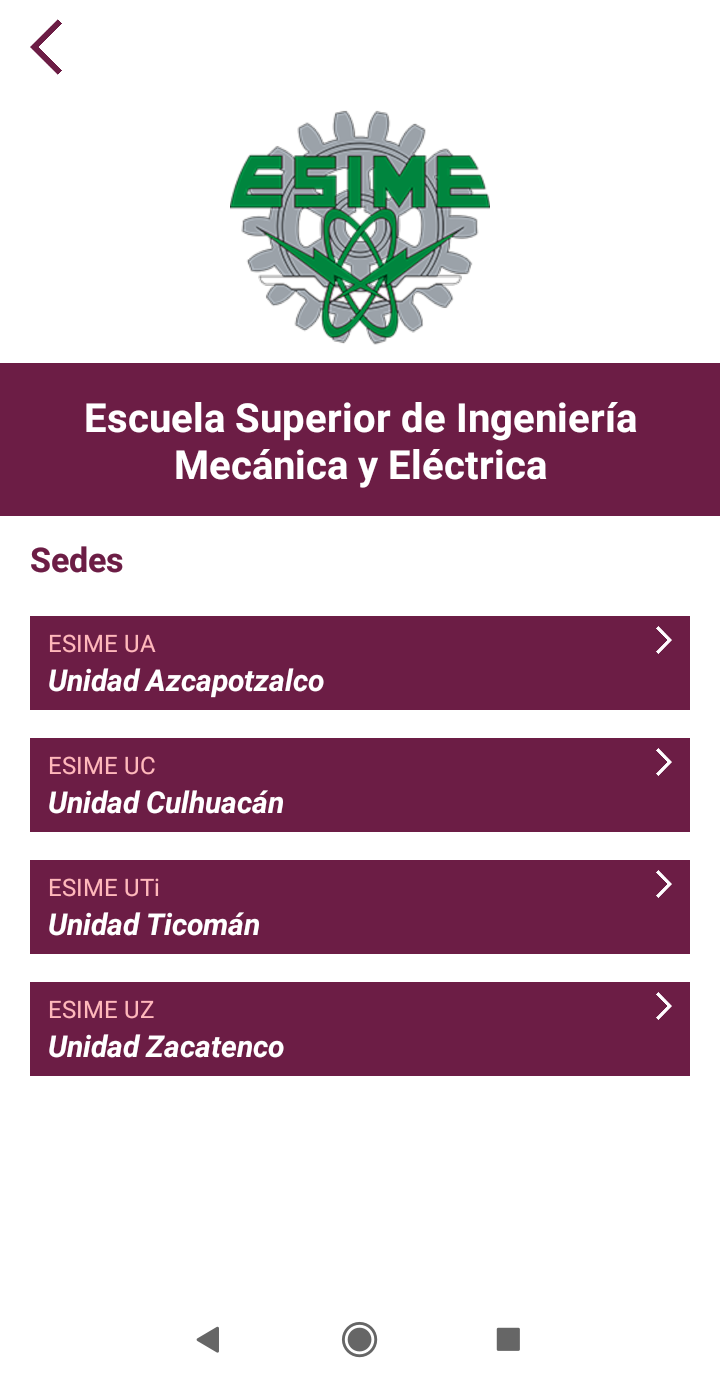 ESIME
Escuela Superior de Ingeniería
Mecánica y Eléctrica
Sedes
ESIME UA
Unidad Azcapotzalco
ESIME UC
Unidad Culhuacán
ESIME UTi
Unidad Ticomán
ESIME UZ
Unidad Zacatenco